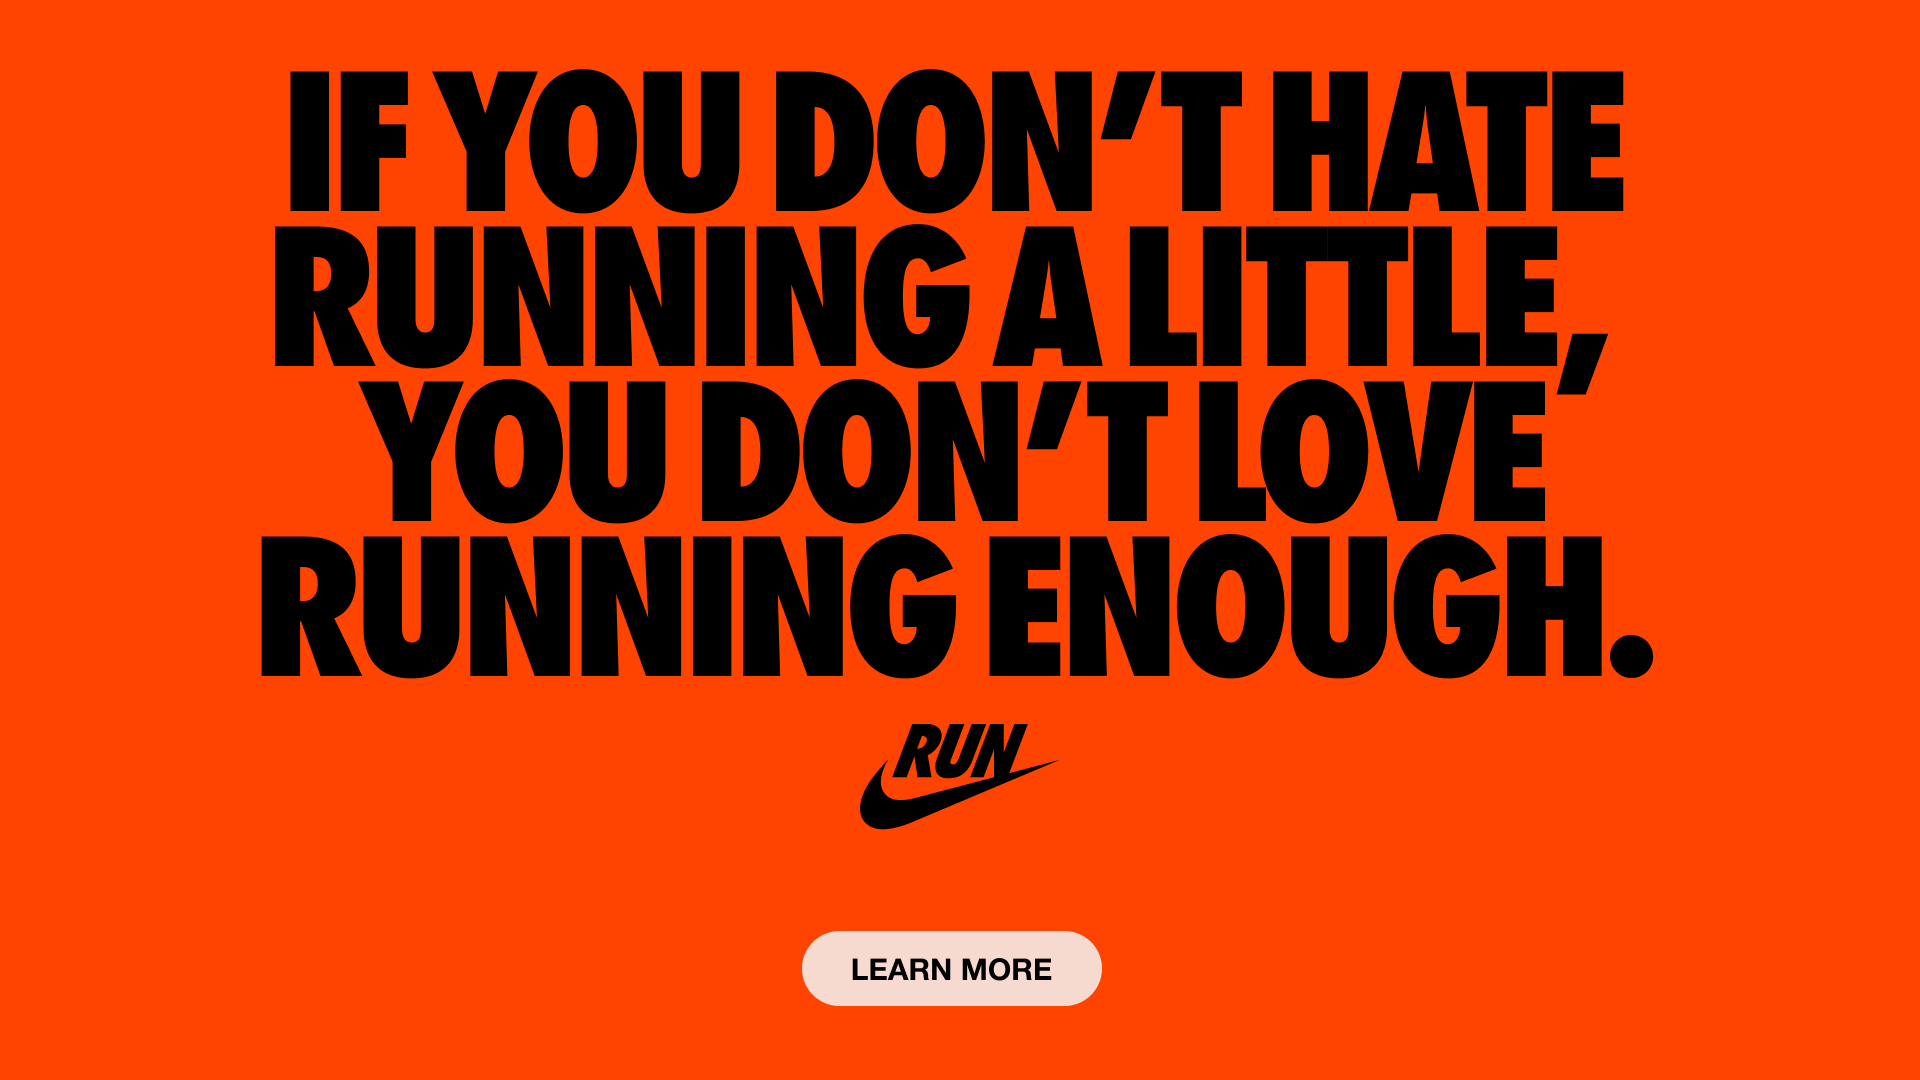 IF YOU DON’T HATE
RUNNING A LITTLE,
YOU DON’T LOVE
RUNNING ENOUGH.
RUN
LEARN MORE